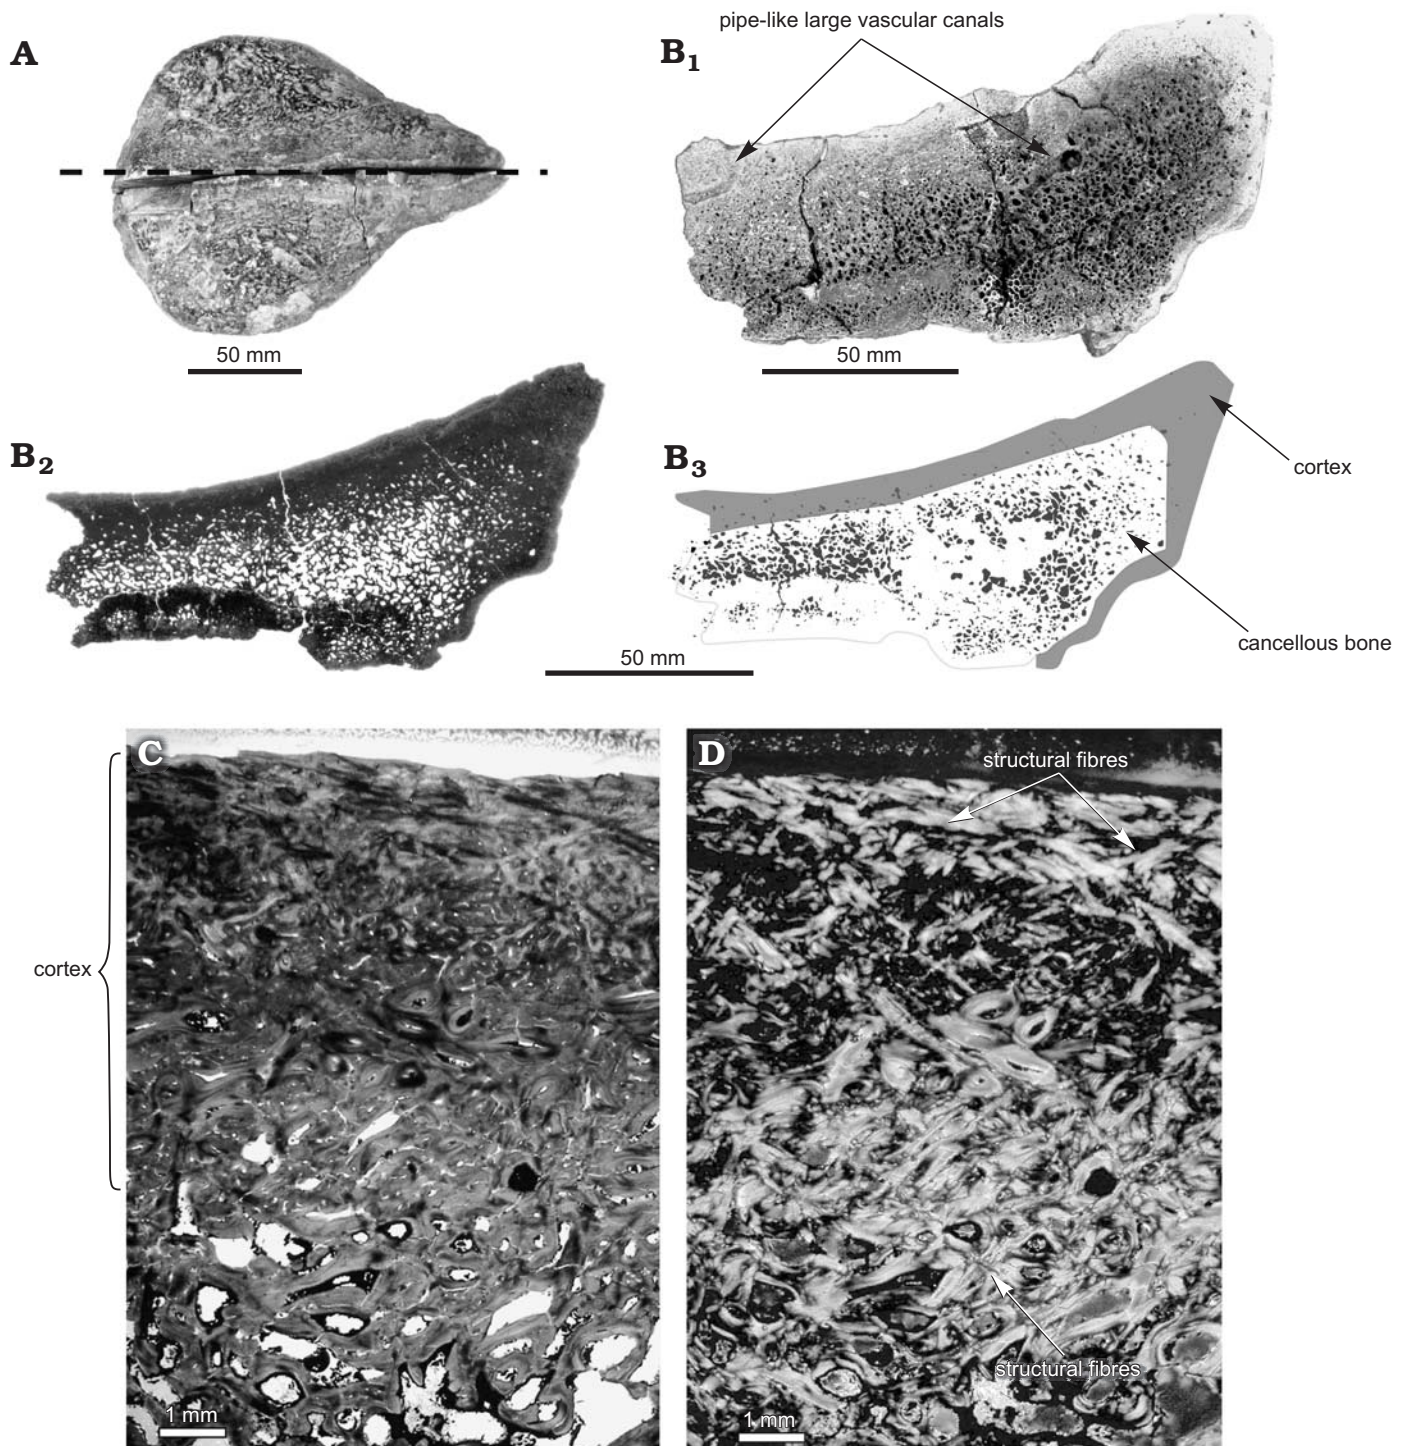 pipe-like large vascular canals
A
B1
50 mm
50 mm
B2
B3
cortex
cancellous bone
50 mm
C
D
structural fibres
cortex
structural fibres
1 mm
1 mm